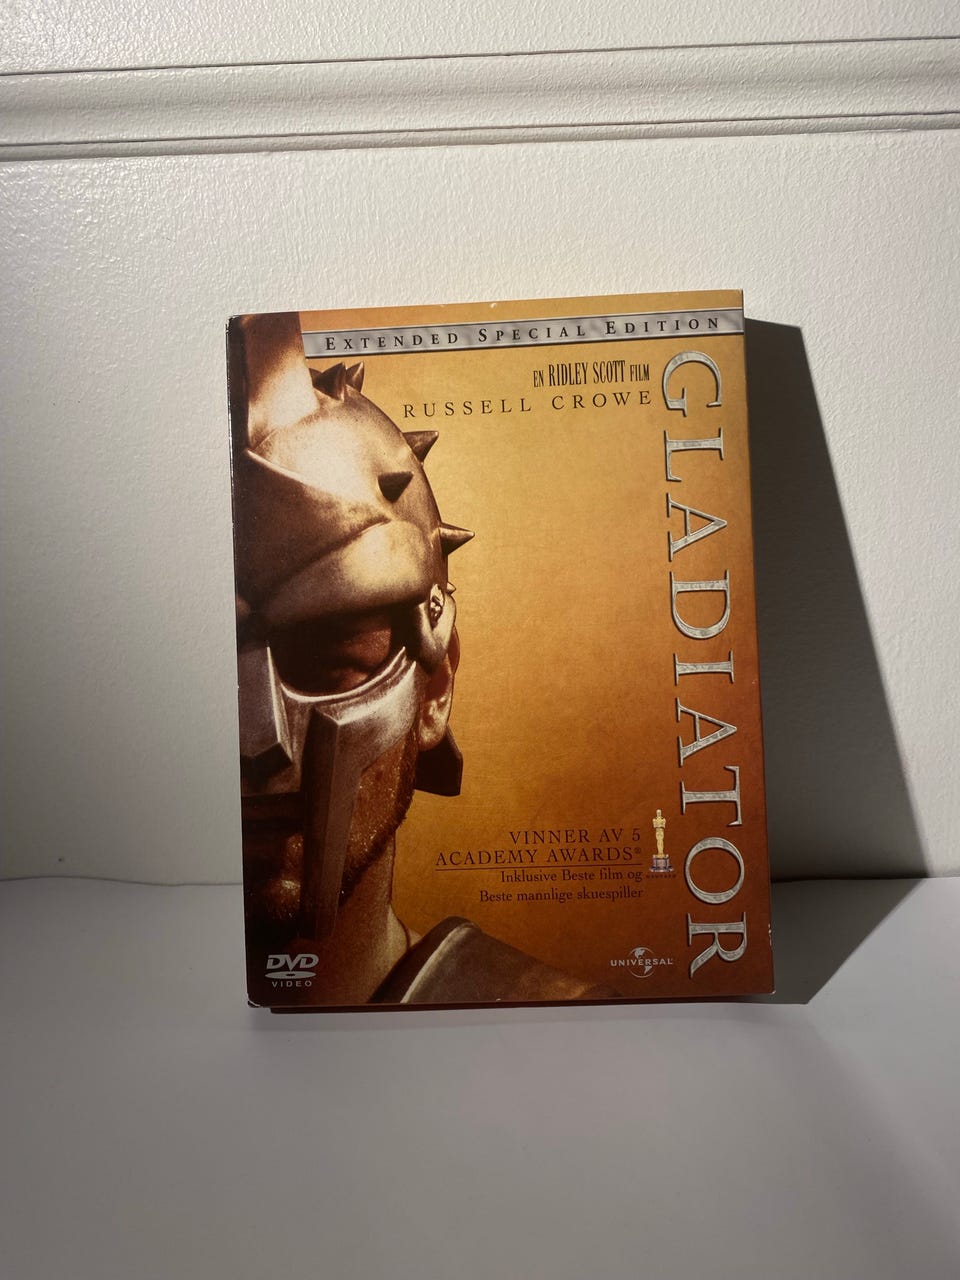 EXTENDED SPECIAL EDITION
EN RIDLEY SCOTT FILM
RUSSELL CROWE
GLADIATOR
VINNER AV 5
ACADEMY AWARDS®
Inklusive Beste film og
Beste mannlige skuespiller
DVD
VIDEO
UNIVERSAL